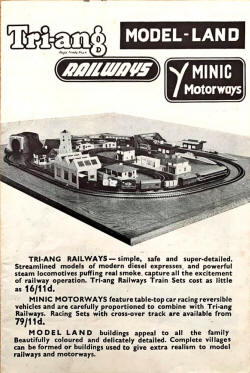 Tri-ang MODEL-LAND
RAILWAYS
MINIC
Motorways
TRI-ANG RAILWAYS — simple, safe and super-detailed.
Streamlined models of modern diesel expresses, and powerful
steam locomotives puffing real smoke, capture all the excitement
of railway operation. Tri-ang Railways Train Sets cost as little
as 16/11d.
MINIC MOTORWAYS feature table-top car racing reversible
vehicles and are carefully proportioned to combine with Tri-ang
Railways. Racing Sets with cross-over track are available from
79/11d.
MODEL LAND buildings appeal to all the family
Beautifully coloured and delicately detailed. Complete villages
can be formed or buildings used to give extra realism to model
railways and motorways.